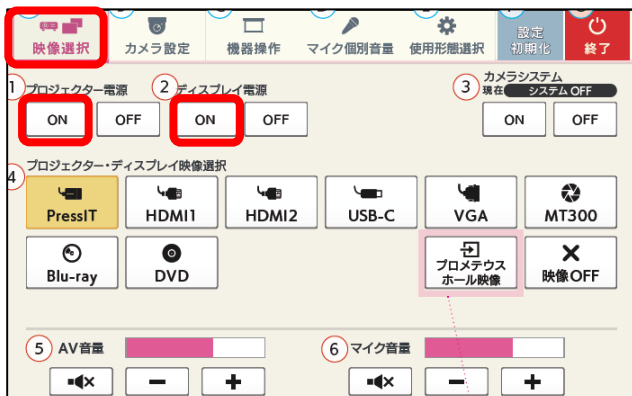 映像選択 カメラ設定 機器操作 マイク個別音量 使用形態選択 設定初期化 終了
1 プロジェクター電源 2 ディスプレイ電源 3 カメラシステム
現在 システム OFF
ON OFF ON OFF ON OFF
プロジェクター・ディスプレイ映像選択
4
PressIT HDMI1 HDMI2 USB-C VGA MT300
Blu-ray DVD プロメテウス ホール映像 映像OFF
5 AV音量 6 マイク音量
− + − +